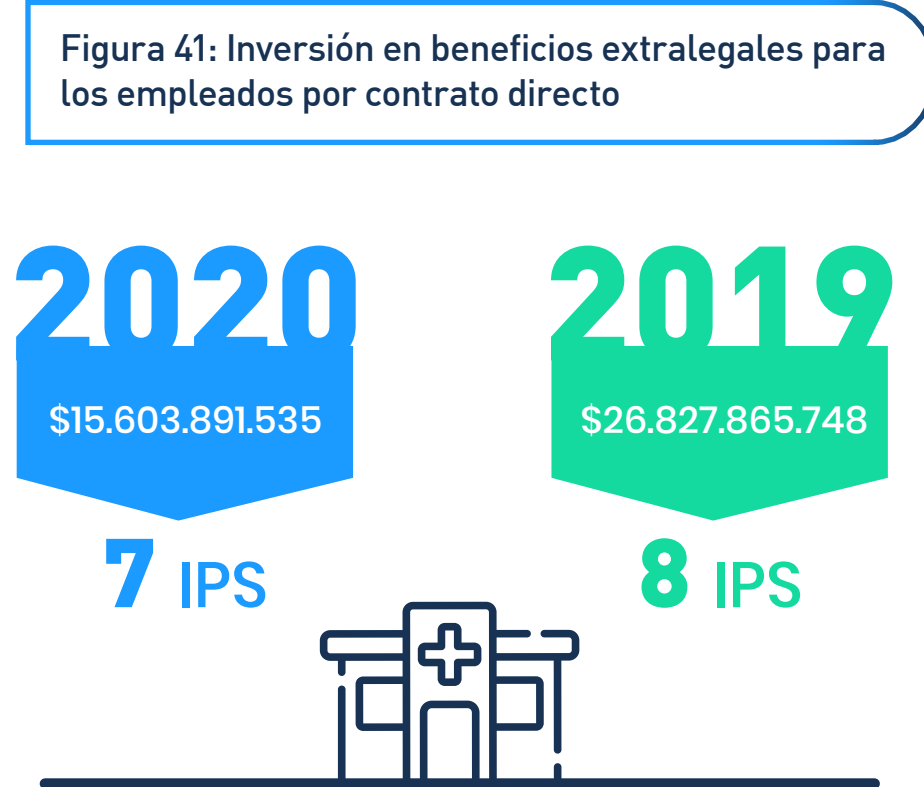 Figura 41: Inversión en beneficios extralegales para
los empleados por contrato directo
2020
$15.603.891.535
7 IPS
2019
$26.827.865.748
8 IPS